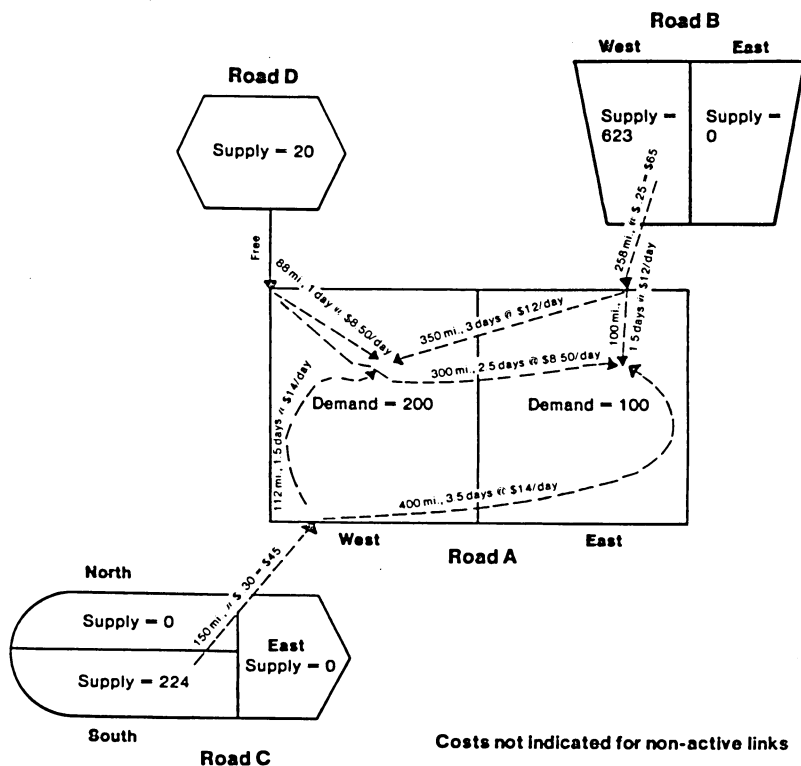 Road B
West East
Road D
Supply = 20
Supply =
623
Supply =
0
258 mi., @ $.25 = $65
Free
88 mi., 1 day @ $8.50/day
350 mi., 3 days @ $12/day
100 mi.,
1.5 days @ $12/day
300 mi., 2.5 days @ $8.50/day
Demand = 200
Demand = 100
112 mi., 1.5 days @ $14/day
400 mi., 3.5 days @ $14/day
West
Road A
East
North
150 mi., @ $.30 = $45
Supply = 0
East
Supply = 0
Supply = 224
South
Road C
Costs not indicated for non-active links